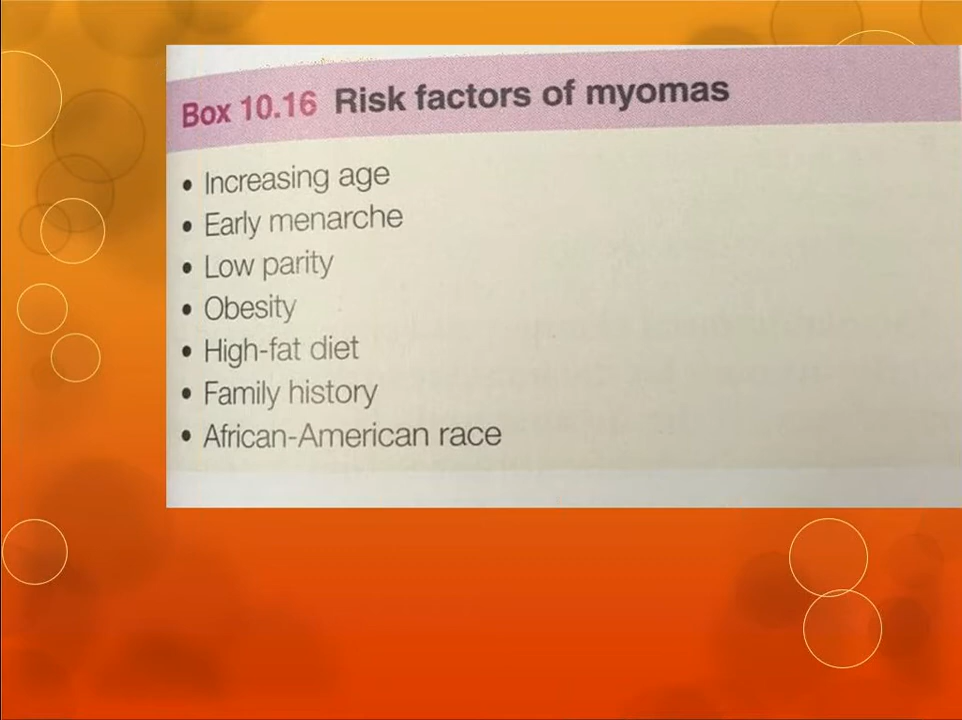 Box 10.16 Risk factors of myomas
• Increasing age
• Early menarche
• Low parity
• Obesity
• High-fat diet
• Family history
• African-American race